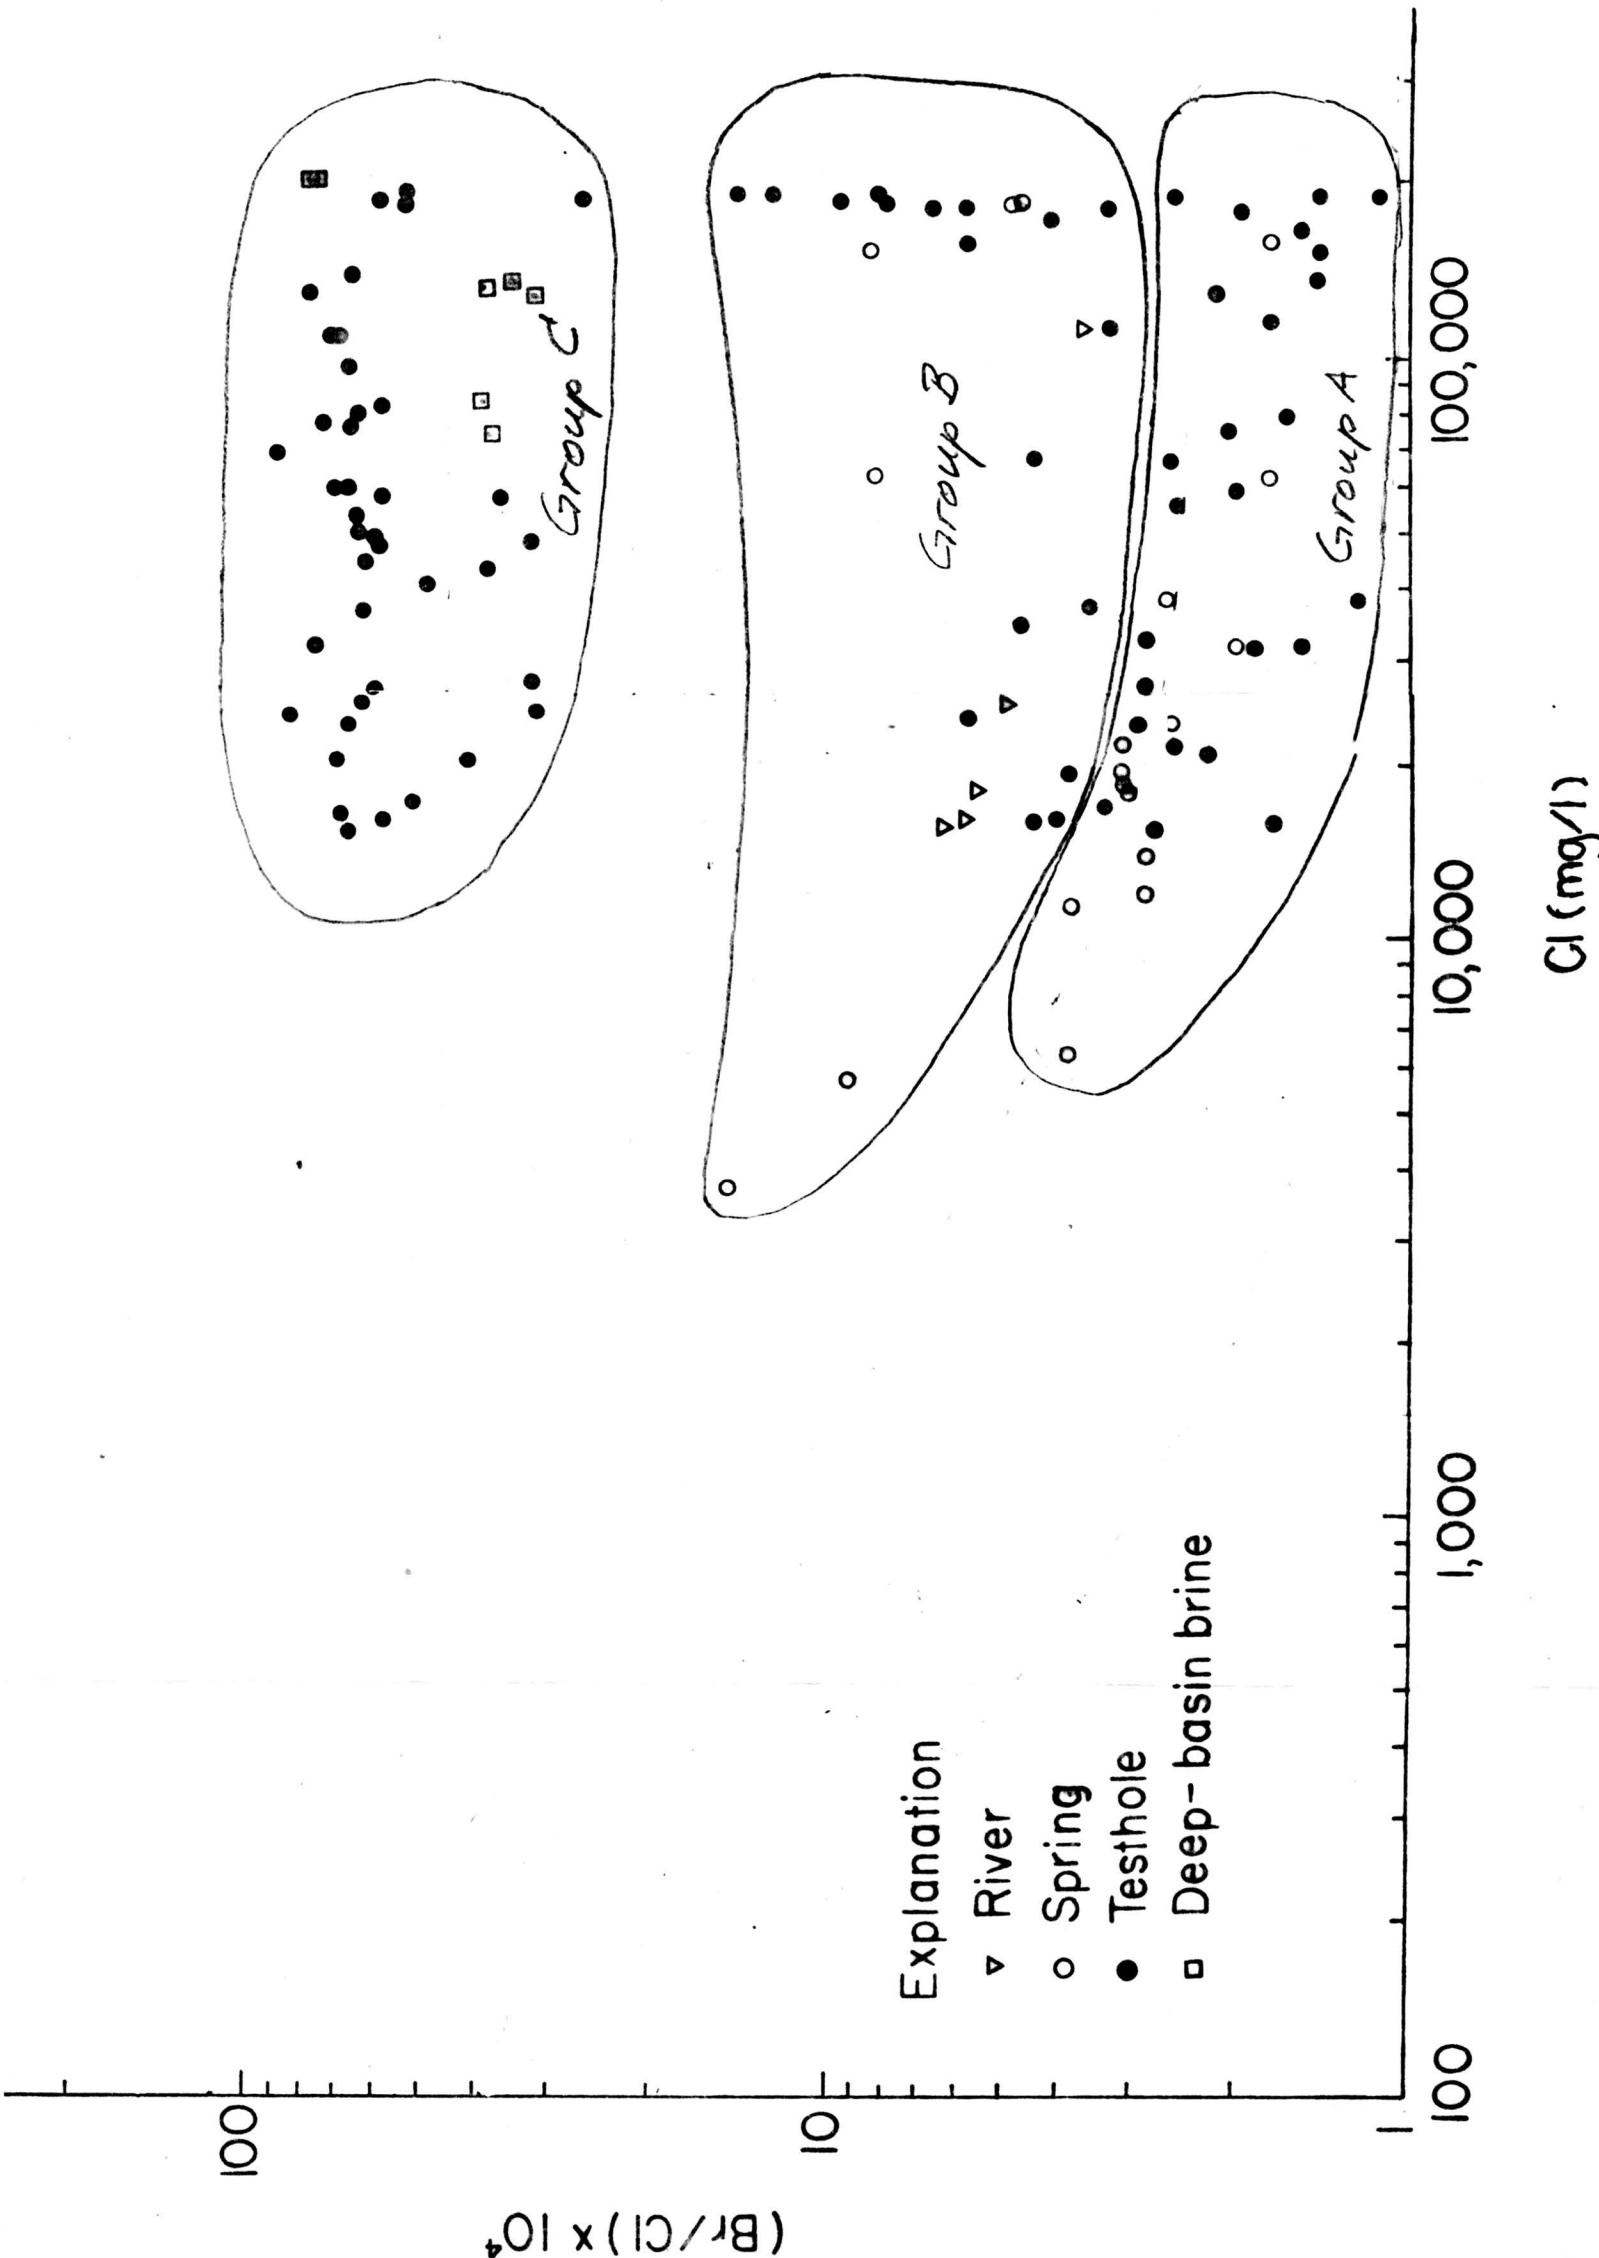 (Br/Cl) x 10⁴
100
10
1
Group C
Group B
Group A
Explanation
River
Spring
Testhole
Deep-basin brine
100
1,000
10,000
100,000
Cl (mg/l)